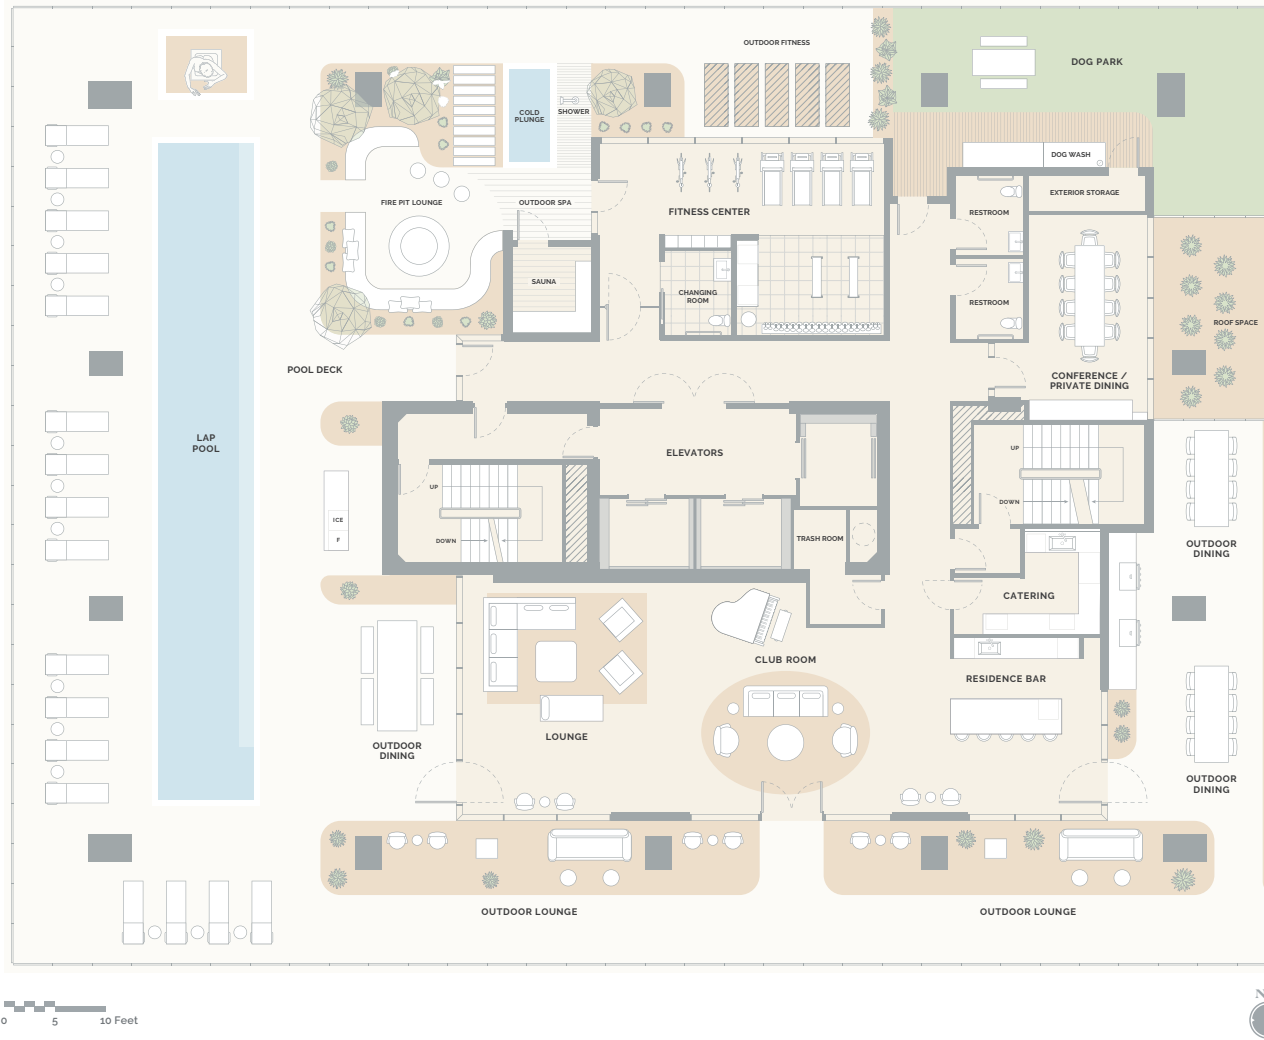 OUTDOOR FITNESS
DOG PARK
COLD
PLUNGE
SHOWER
DOG WASH
EXTERIOR STORAGE
FIRE PIT LOUNGE
OUTDOOR SPA
FITNESS CENTER
RESTROOM
SAUNA
CHANGING
ROOM
RESTROOM
ROOF SPACE
POOL DECK
CONFERENCE /
PRIVATE DINING
LAP
POOL
ELEVATORS
UP
UP
DOWN
ICE
F
DOWN
TRASH ROOM
OUTDOOR
DINING
CATERING
CLUB ROOM
RESIDENCE BAR
LOUNGE
OUTDOOR
DINING
OUTDOOR
DINING
OUTDOOR LOUNGE
OUTDOOR LOUNGE
N
0 5 10 Feet